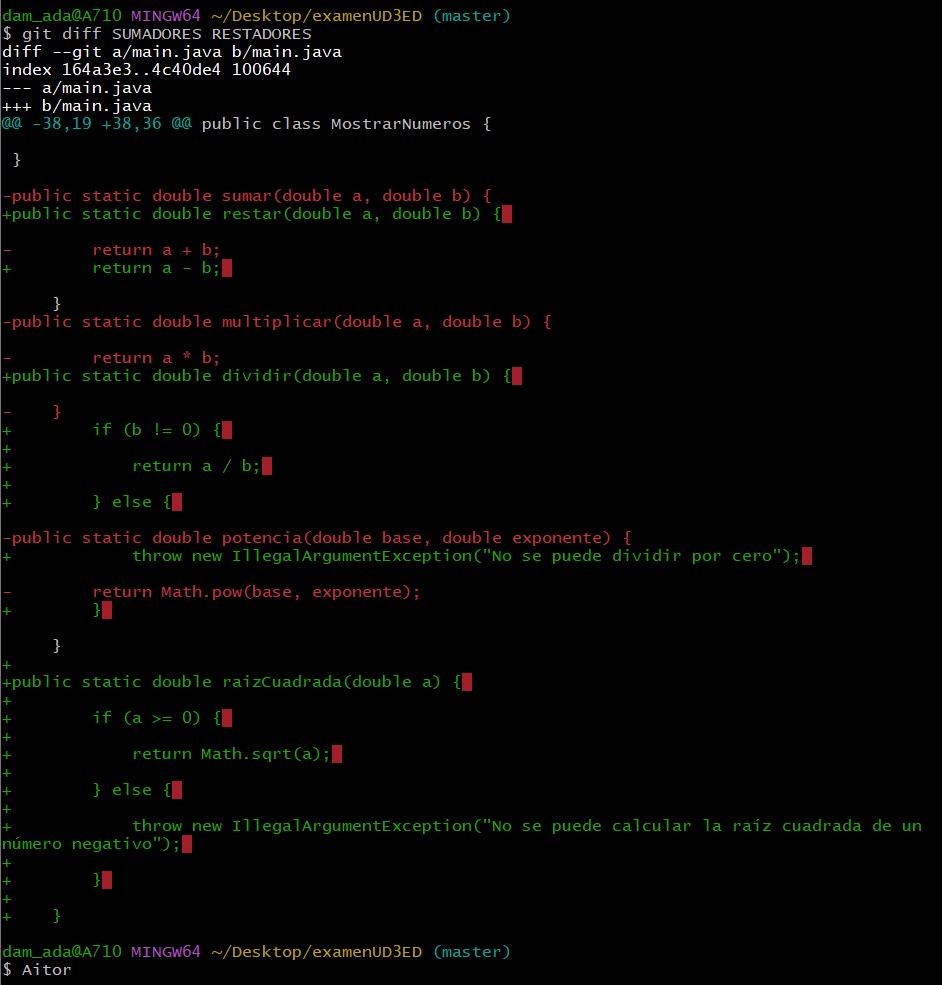 dam_ada@A710 MINGW64 ~/Desktop/examenUD3ED (master)
$ git diff SUMADORES RESTADORES
diff --git a/main.java b/main.java
index 164a3e3..4c40de4 100644
--- a/main.java
+++ b/main.java
@@ -38,19 +38,36 @@ public class MostrarNumeros {
 }
-public static double sumar(double a, double b) {
+public static double restar(double a, double b) {
-        return a + b;
+        return a - b;
     }
-public static double multiplicar(double a, double b) {
-        return a * b;
+public static double dividir(double a, double b) {
-    }
+        if (b != 0) {
+
+            return a / b;
+
+        } else {
-public static double potencia(double base, double exponente) {
+            throw new IllegalArgumentException("No se puede dividir por cero");
-        return Math.pow(base, exponente);
+        }
     }
+
+public static double raizCuadrada(double a) {
+
+        if (a >= 0) {
+
+            return Math.sqrt(a);
+
+        } else {
+
+            throw new IllegalArgumentException("No se puede calcular la raíz cuadrada de un
número negativo");
+
+        }
+
+    }
dam_ada@A710 MINGW64 ~/Desktop/examenUD3ED (master)
$ Aitor